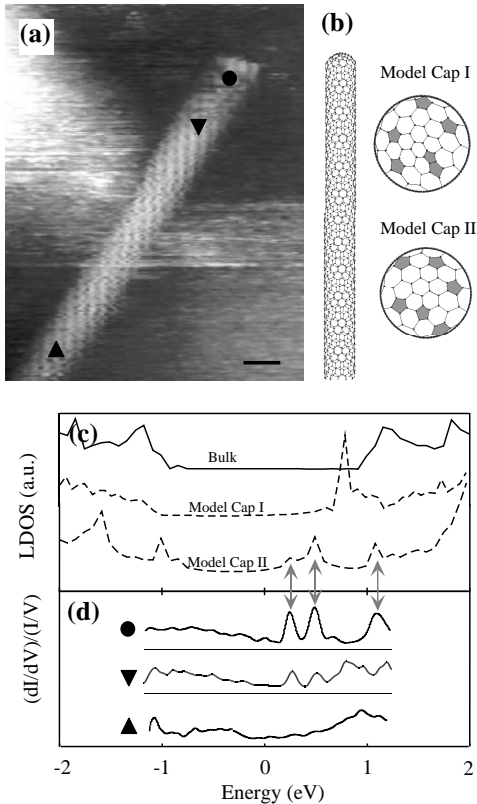 (a)
(b)
Model Cap I
Model Cap II
(c)
Bulk
Model Cap I
Model Cap II
LDOS (a.u.)
(d)
(dI/dV)/(I/V)
-2
-1
0
1
2
Energy (eV)